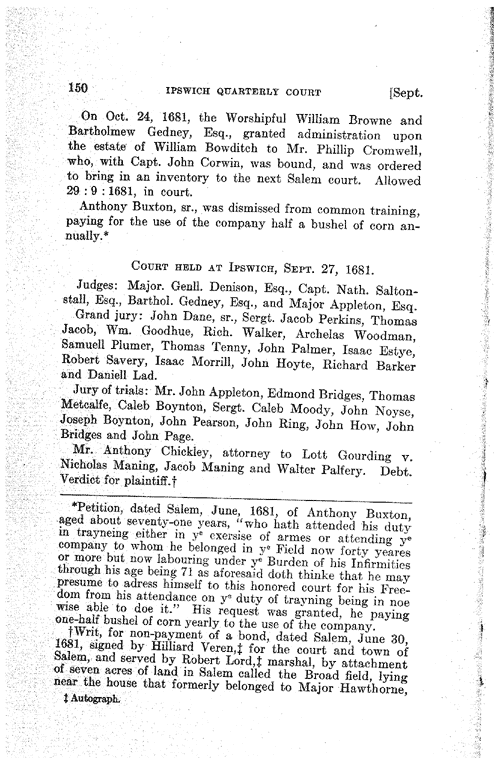 150 IPSWICH QUARTERLY COURT [Sept.
On Oct. 24, 1681, the Worshipful William Browne and
Bartholmew Gedney, Esq., granted administration upon
the estate of William Bowditch to Mr. Phillip Cromwell,
who, with Capt. John Corwin, was bound, and was ordered
to bring in an inventory to the next Salem court. Allowed
29 : 9 : 1681, in court.
Anthony Buxton, sr., was dismissed from common training,
paying for the use of the company half a bushel of corn an-
nually.*
COURT HELD AT IPSWICH, SEPT. 27, 1681.
Judges: Major. Genll. Denison, Esq., Capt. Nath. Salton-
stall, Esq., Barthol. Gedney, Esq., and Major Appleton, Esq.
Grand jury: John Dane, sr., Sergt. Jacob Perkins, Thomas
Jacob, Wm. Goodhue, Rich. Walker, Archelas Woodman,
Samuell Plumer, Thomas Tenny, John Palmer, Isaac Estye,
Robert Savery, Isaac Morrill, John Hoyte, Richard Barker
and Daniell Lad.
Jury of trials: Mr. John Appleton, Edmond Bridges, Thomas
Metcalfe, Caleb Boynton, Sergt. Caleb Moody, John Noyse,
Joseph Boynton, John Pearson, John Ring, John How, John
Bridges and John Page.
Mr. Anthony Chickley, attorney to Lott Gourding v.
Nicholas Maning, Jacob Maning and Walter Palfery. Debt.
Verdict for plaintiff.†
*Petition, dated Salem, June, 1681, of Anthony Buxton,
aged about seventy-one years, "who hath attended his duty
in trayneing either in yᵉ exersise of armes or attending yᵉ
company to whom he belonged in yᵉ Field now forty yeares
or more but now labouring under yᵉ Burden of his Infirmities
through his age being 71 as aforesaid doth thinke that he may
presume to adress himself to this honored court for his Free-
dom from his attendance on yᵉ duty of trayning being in noe
wise able to doe it." His request was granted, he paying
one-half bushel of corn yearly to the use of the company.
†Writ, for non-payment of a bond, dated Salem, June 30,
1681, signed by Hilliard Veren,‡ for the court and town of
Salem, and served by Robert Lord,‡ marshal, by attachment
of seven acres of land in Salem called the Broad field, lying
near the house that formerly belonged to Major Hawthorne,
‡ Autograph.